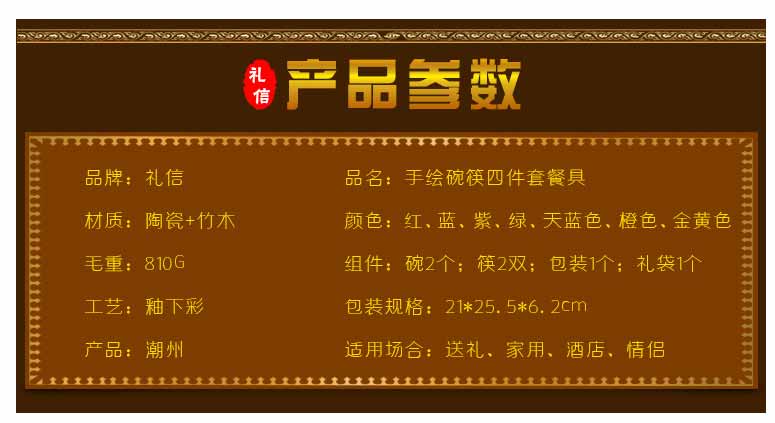 礼信 产品参数
品牌：礼信 品名：手绘碗筷四件套餐具
材质：陶瓷+竹木 颜色：红、蓝、紫、绿、天蓝色、橙色、金黄色
毛重：810G 组件：碗2个；筷2双；包装1个；礼袋1个
工艺：釉下彩 包装规格：21*25.5*6.2cm
产品：潮州 适用场合：送礼、家用、酒店、情侣